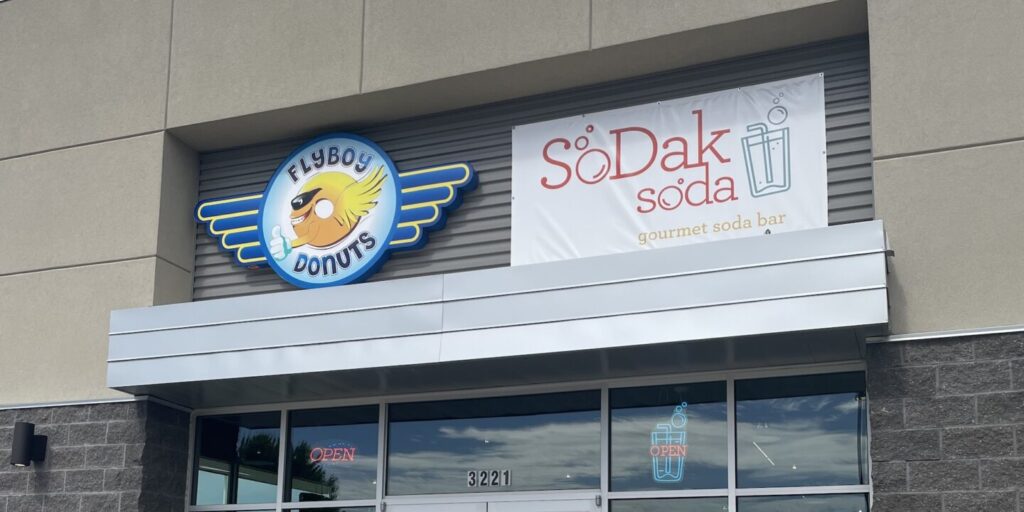 FLYBOY
DONUTS
SoDak
soda
gourmet soda bar
OPEN
OPEN
3221